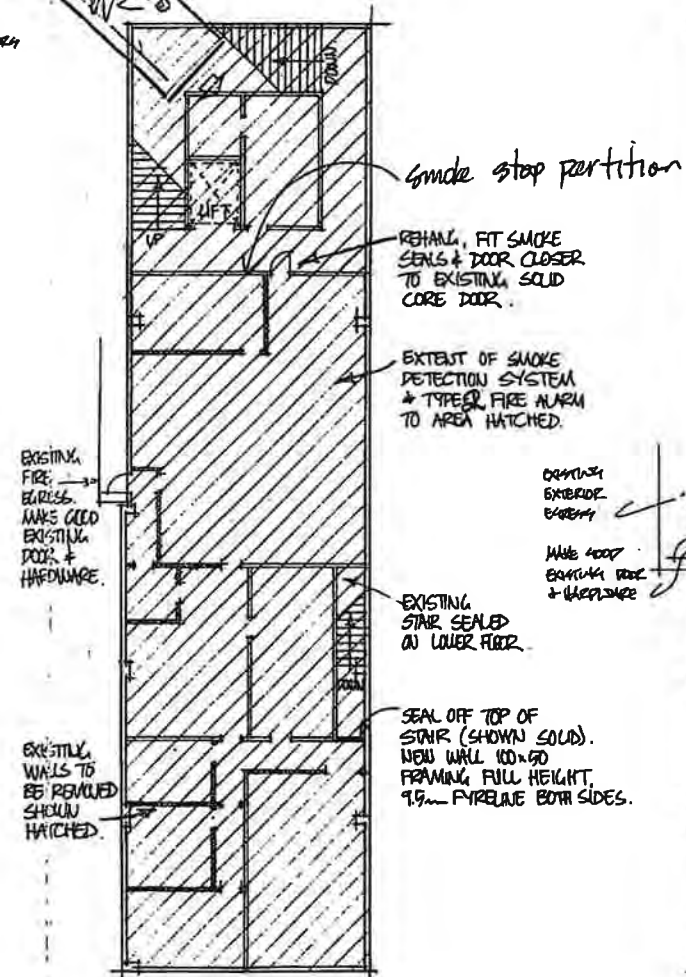 DOWN
smoke stop partition
LIFT
UP
REHANG, FIT SMOKE
SEALS & DOOR CLOSER
TO EXISTING SOLID
CORE DOOR.
EXTENT OF SMOKE
DETECTION SYSTEM
& TYPE FIRE ALARM
TO AREA HATCHED.
EXISTING
FIRE
EGRESS.
MAKE GOOD
EXISTING
DOOR &
HARDWARE.
EXISTING
EXTERIOR
EGRESS
MAKE GOOD
EXISTING DOOR
& HARDWARE
EXISTING
STAIR SEALED
ON LOWER FLOOR.
SEAL OFF TOP OF
STAIR (SHOWN SOLID).
NEW WALL 100x50
FRAMING FULL HEIGHT,
9.5mm FYRELINE BOTH SIDES.
EXISTING
WALLS TO
BE REMOVED
SHOWN
HATCHED.